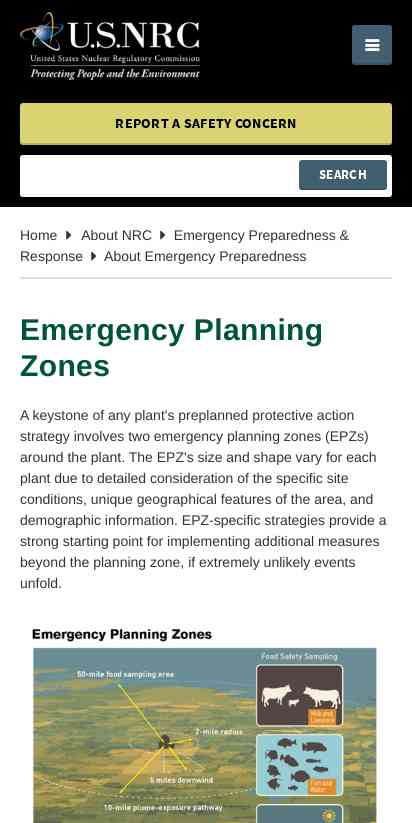 U.S.NRC
United States Nuclear Regulatory Commission
Protecting People and the Environment
REPORT A SAFETY CONCERN
SEARCH
Home About NRC Emergency Preparedness &
Response About Emergency Preparedness
Emergency Planning
Zones
A keystone of any plant's preplanned protective action
strategy involves two emergency planning zones (EPZs)
around the plant. The EPZ's size and shape vary for each
plant due to detailed consideration of the specific site
conditions, unique geographical features of the area, and
demographic information. EPZ-specific strategies provide a
strong starting point for implementing additional measures
beyond the planning zone, if extremely unlikely events
unfold.
Emergency Planning Zones
Food Safety Sampling
50-mile food sampling area
Milk and
Livestock
2-mile radius
5 miles downwind
Fish and
Water
10-mile plume-exposure pathway